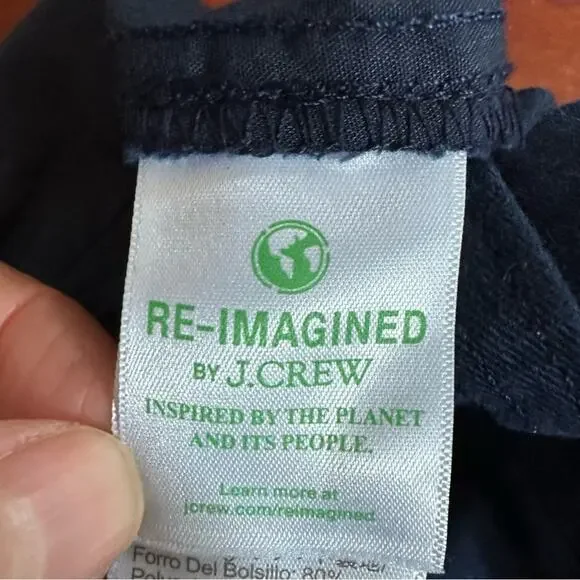 RE-IMAGINED
BY J.CREW
INSPIRED BY THE PLANET
AND ITS PEOPLE.
Learn more at
jcrew.com/reimagined
Forro Del Bolsillo: 80%